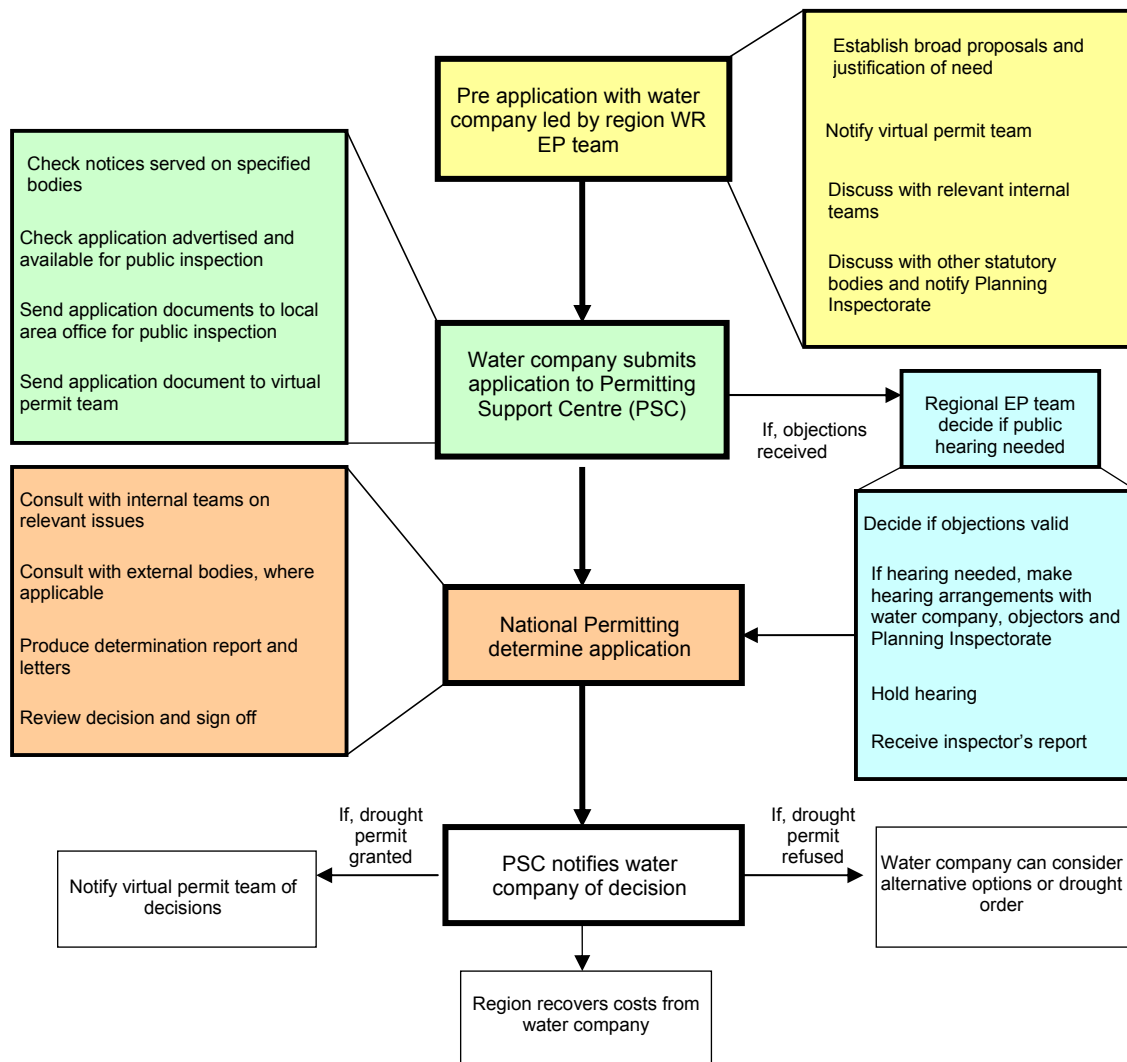 Pre application with water
company led by region WR
EP team
Establish broad proposals and
justification of need
Notify virtual permit team
Discuss with relevant internal
teams
Discuss with other statutory
bodies and notify Planning
Inspectorate
Check notices served on specified
bodies
Check application advertised and
available for public inspection
Send application documents to local
area office for public inspection
Send application document to virtual
permit team
Water company submits
application to Permitting
Support Centre (PSC)
If, objections
received
Regional EP team
decide if public
hearing needed
Decide if objections valid
If hearing needed, make
hearing arrangements with
water company, objectors and
Planning Inspectorate
Hold hearing
Receive inspector's report
Consult with internal teams on
relevant issues
Consult with external bodies, where
applicable
Produce determination report and
letters
Review decision and sign off
National Permitting
determine application
If, drought
permit
granted
PSC notifies water
company of decision
If, drought
permit
refused
Notify virtual permit team of
decisions
Water company can consider
alternative options or drought
order
Region recovers costs from
water company